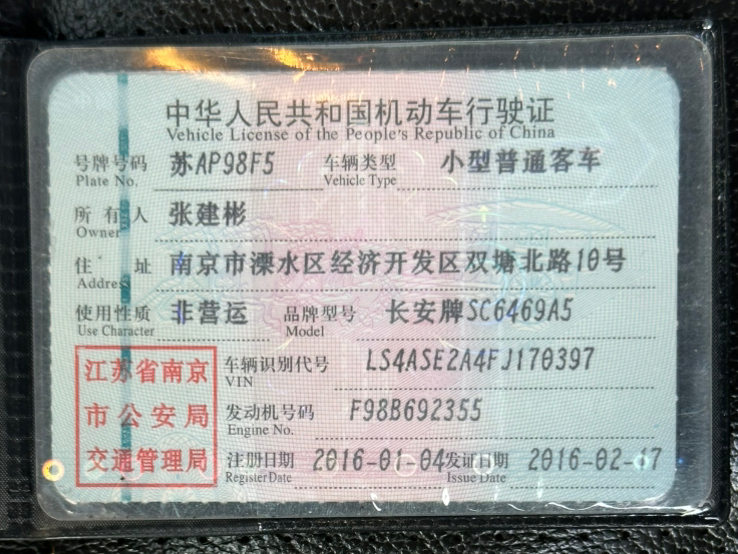 中华人民共和国机动车行驶证
Vehicle License of the People's Republic of China
号牌号码 苏AP98F5 车辆类型 小型普通客车
Plate No. Vehicle Type
所有人 张建彬
Owner
住址 南京市溧水区经济开发区双塘北路10号
Address
使用性质 非营运 品牌型号 长安牌SC6469A5
Use Character Model
江苏省南京
市公安局
交通管理局
车辆识别代号 LS4ASE2A4FJ170397
VIN
发动机号码 F98B692355
Engine No.
注册日期 2016-01-04 发证日期 2016-02-17
Register Date Issue Date